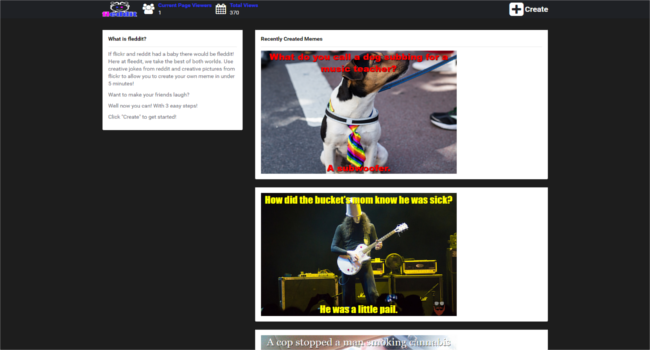 fleddit
Current Page Viewers
1
Total Views
370
Create
What is fleddit?
If flickr and reddit had a baby there would be fleddit!
Here at fleedit, we take the best of both worlds. Use
creative jokes from reddit and creative pictures from
flickr to allow you to create your own meme in under
5 minutes!
Want to make your friends laugh?
Well now you can! With 3 easy steps!
Click "Create" to get started!
Recently Created Memes
What do you call a dog subbing for a
music teacher?
A subwoofer.
How did the bucket's mom know he was sick?
He was a little pail.
A cop stopped a man smoking cannabis